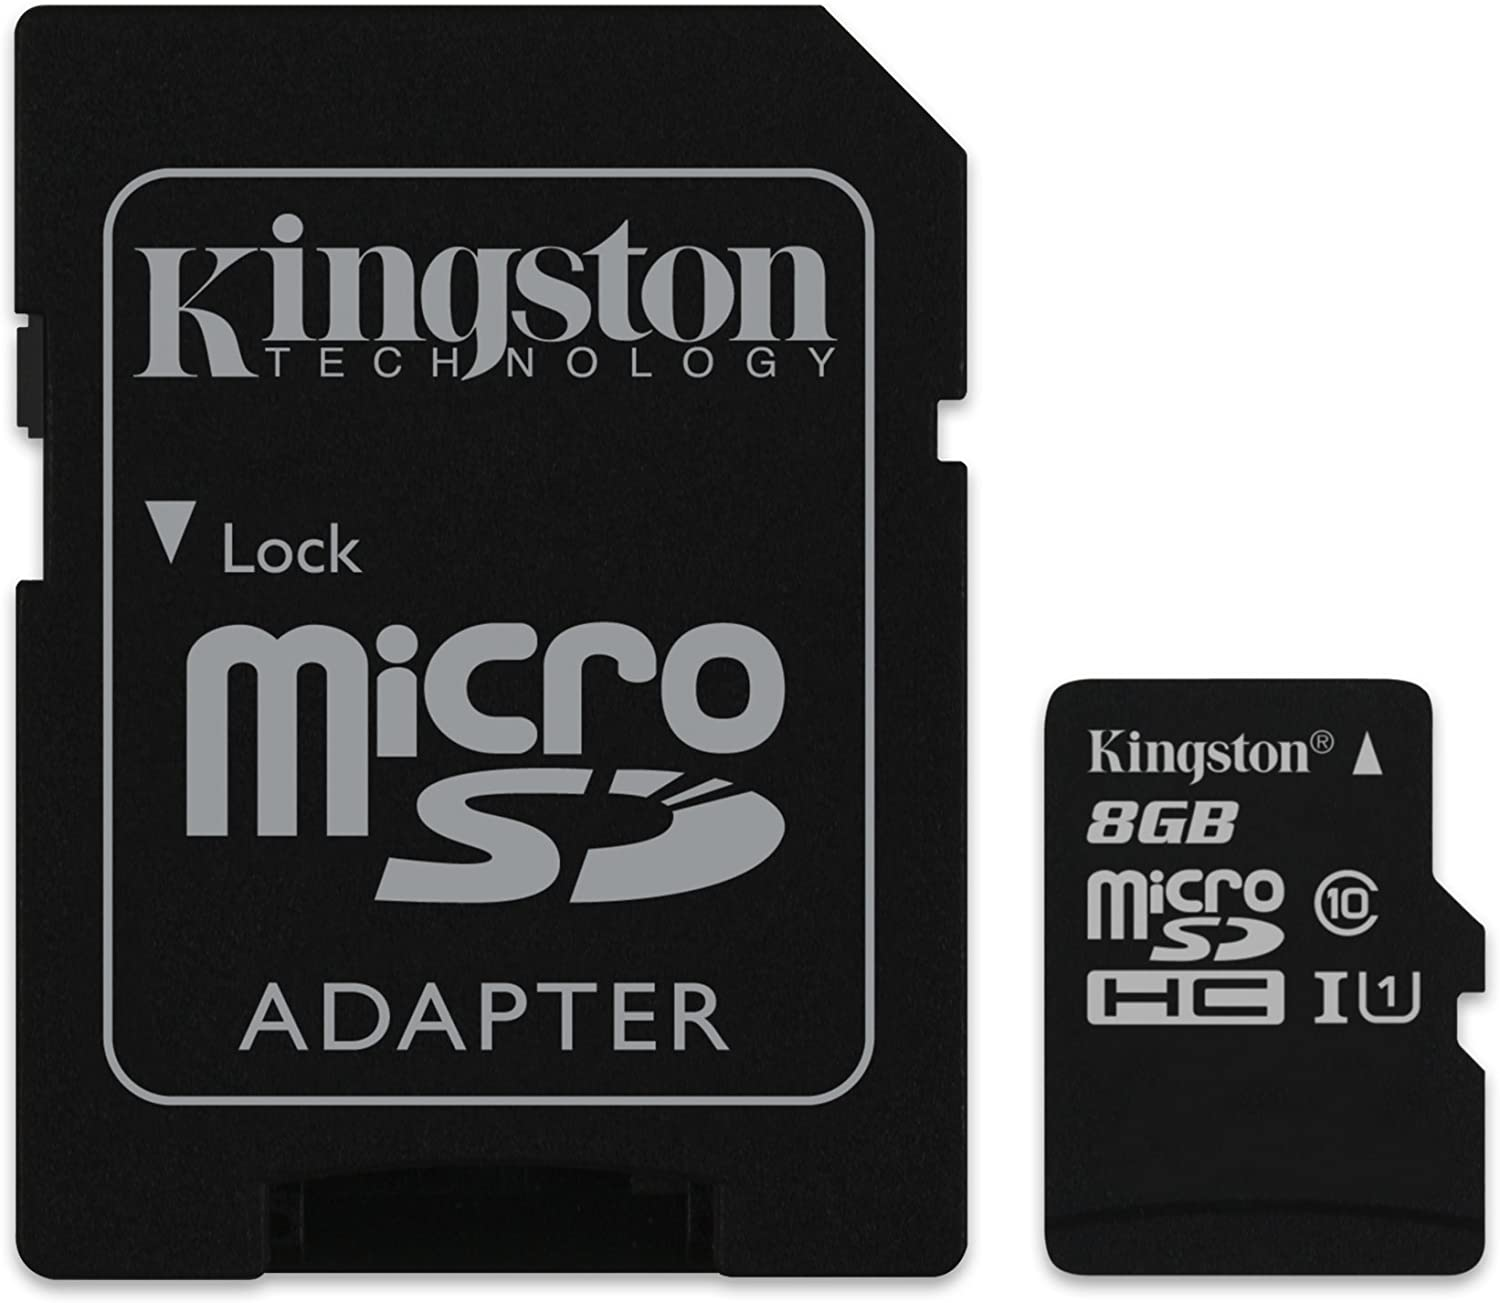 Kingston
TECHNOLOGY
Lock
micro
SD
ADAPTER
Kingston®
8GB
micro
SD
10
HC I U1